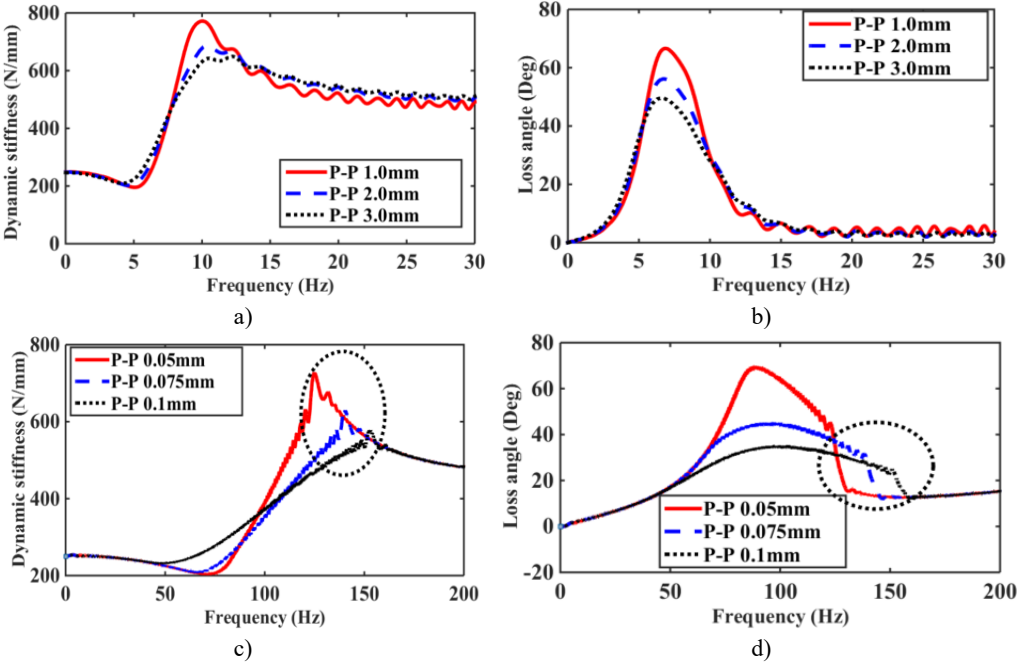 Dynamic stiffness (N/mm)
800
600
400
200
0
P-P 1.0mm
P-P 2.0mm
P-P 3.0mm
0 5 10 15 20 25 30
Frequency (Hz)
a)
Loss angle (Deg)
80
60
40
20
0
P-P 1.0mm
P-P 2.0mm
P-P 3.0mm
0 5 10 15 20 25 30
Frequency (Hz)
b)
Dynamic stiffness (N/mm)
800
600
400
200
P-P 0.05mm
P-P 0.075mm
P-P 0.1mm
0 50 100 150 200
Frequency (Hz)
c)
Loss angle (Deg)
80
60
40
20
0
-20
P-P 0.05mm
P-P 0.075mm
P-P 0.1mm
0 50 100 150 200
Frequency (Hz)
d)